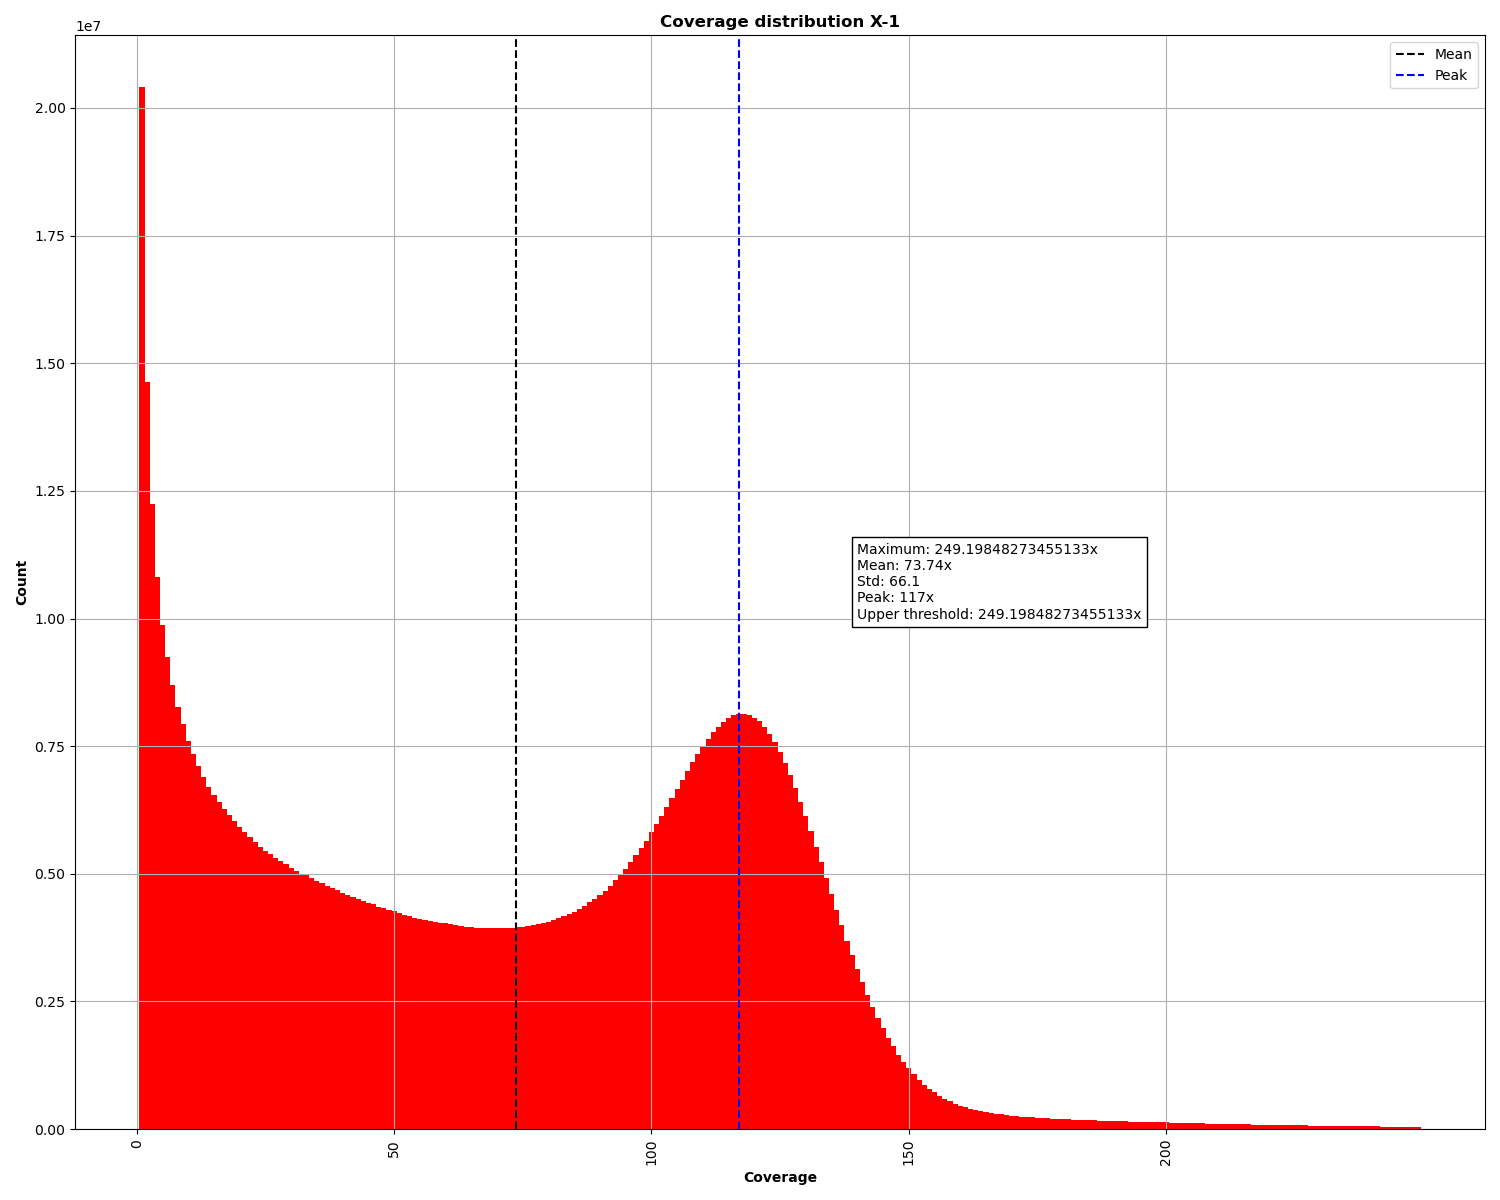 Coverage distribution X-1
1e7
Mean
Peak
2.00
1.75
1.50
1.25
1.00
0.75
0.50
0.25
0.00
Count
Maximum: 249.19848273455133x
Mean: 73.74x
Std: 66.1
Peak: 117x
Upper threshold: 249.19848273455133x
0
50
100
150
200
Coverage